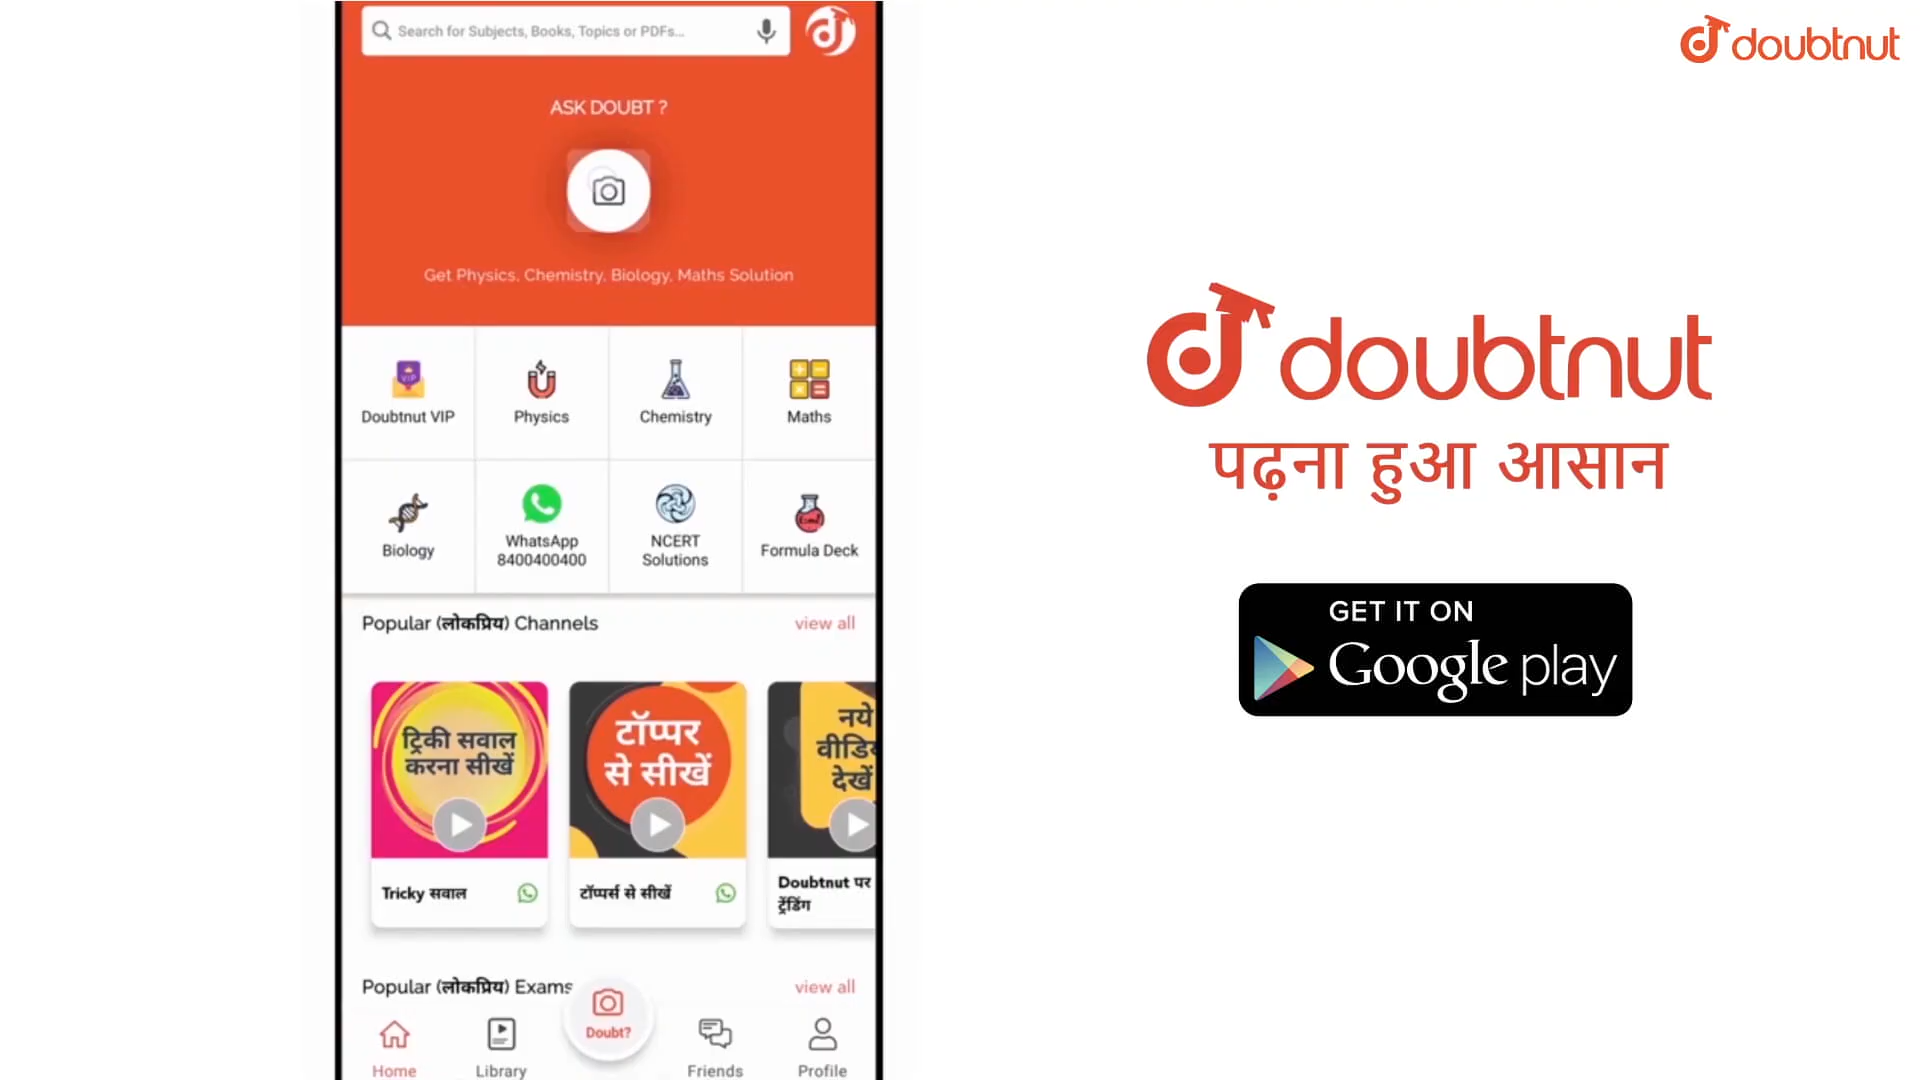 Search for Subjects, Books, Topics or PDFs...
doubtnut
ASK DOUBT ?
Get Physics, Chemistry, Biology, Maths Solution
Doubtnut VIP
Physics
Chemistry
Maths
Biology
WhatsApp
8400400400
NCERT
Solutions
Formula Deck
Popular (लोकप्रिय) Channels
view all
ट्रिकी सवाल
करना सीखें
टॉप्पर
से सीखें
नये
देखें
Tricky सवाल
टॉप्पर्स से सीखें
Doubtnut पर
ट्रेंडिंग
Popular (लोकप्रिय) Exams
view all
Doubt?
Home
Library
Friends
Profile
doubtnut
पढ़ना हुआ आसान
GET IT ON
Google play